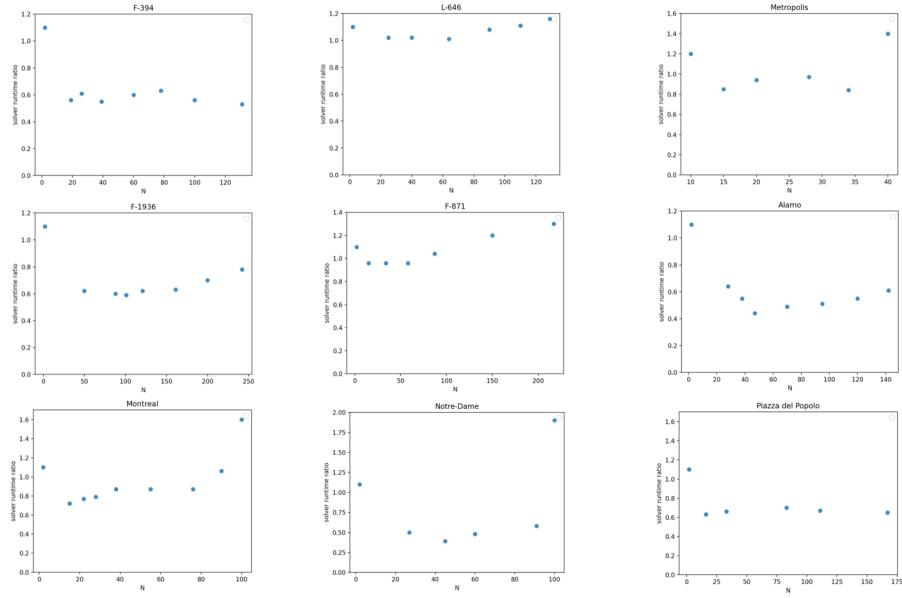 F-394
1.2
1.0
0.8
0.6
0.4
0.2
0.0
solver runtime ratio
0 20 40 60 80 100 120
N
L-646
1.2
1.0
0.8
0.6
0.4
0.2
0.0
solver runtime ratio
0 20 40 60 80 100 120
N
Metropolis
1.6
1.4
1.2
1.0
0.8
0.6
0.4
0.2
0.0
solver runtime ratio
10 15 20 25 30 35 40
N
F-1936
1.2
1.0
0.8
0.6
0.4
0.2
0.0
solver runtime ratio
0 50 100 150 200 250
N
F-871
1.4
1.2
1.0
0.8
0.6
0.4
0.2
0.0
solver runtime ratio
0 50 100 150 200
N
Alamo
1.2
1.0
0.8
0.6
0.4
0.2
0.0
solver runtime ratio
0 20 40 60 80 100 120 140
N
Montreal
1.6
1.4
1.2
1.0
0.8
0.6
0.4
0.2
0.0
solver runtime ratio
0 20 40 60 80 100
N
Notre-Dame
2.00
1.75
1.50
1.25
1.00
0.75
0.50
0.25
0.00
solver runtime ratio
0 20 40 60 80 100
N
Piazza del Popolo
1.6
1.4
1.2
1.0
0.8
0.6
0.4
0.2
0.0
solver runtime ratio
0 25 50 75 100 125 150 175
N